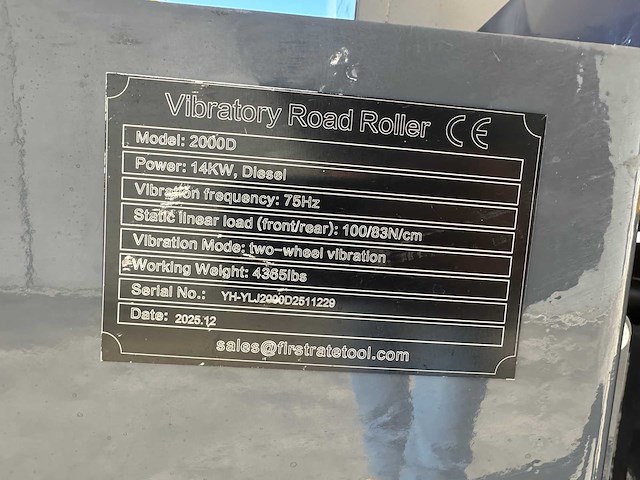 Vibratory Road Roller CE
Model: 2000D
Power: 14KW, Diesel
Vibration frequency: 75Hz
Static linear load (front/rear): 100/83N/cm
Vibration Mode: two-wheel vibration
Working Weight: 4365lbs
Serial No.: YH-YLJ2000D2511229
Date: 2025.12
sales@firstratetool.com